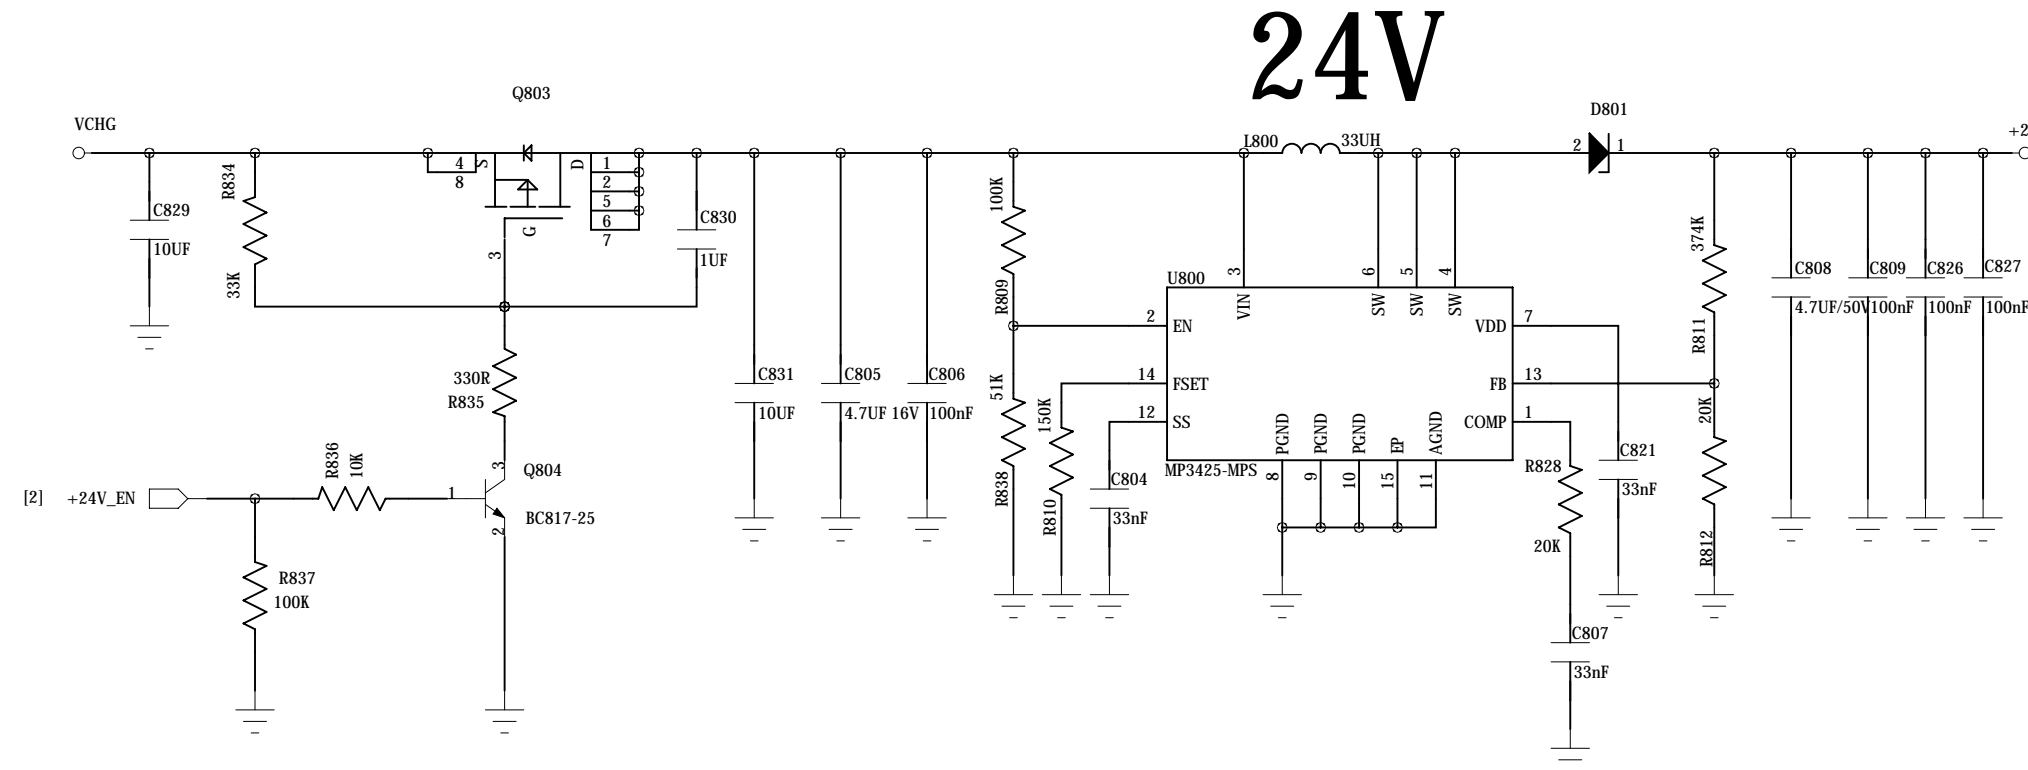 24V
Q803
D801
VCHG
+2
L800
33UH
2
1
R834
33K
4
8
S
D
1
2
5
6
7
G
3
C829
10UF
C830
1UF
100K
R809
3
6
5
4
U800
VIN
SW
SW
SW
374K
R811
C808
4.7UF/50V
C809
100nF
C826
100nF
C827
100nF
2
EN
VDD
7
14
FSET
FB
13
12
SS
COMP
1
PGND
PGND
PGND
EP
AGND
MP3425-MPS
8
9
10
15
11
330R
R835
C831
10UF
C805
4.7UF 16V
C806
100nF
51K
R838
150K
R810
C804
33nF
20K
R812
C821
33nF
R828
20K
C807
33nF
[2]
+24V_EN
R836
10K
1
3
2
Q804
BC817-25
R837
100K